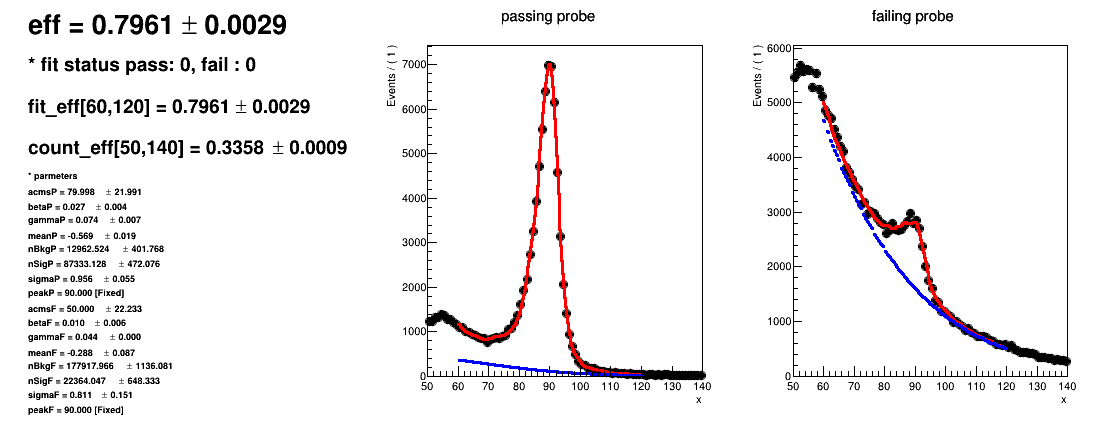 eff = 0.7961 ± 0.0029
* fit status pass: 0, fail : 0
fit_eff[60,120] = 0.7961 ± 0.0029
count_eff[50,140] = 0.3358 ± 0.0009
* parmeters
acmsP = 79.998 ± 21.991
betaP = 0.027 ± 0.004
gammaP = 0.074 ± 0.007
meanP = -0.569 ± 0.019
nBkgP = 12962.524 ± 401.768
nSigP = 87333.128 ± 472.076
sigmaP = 0.956 ± 0.055
peakP = 90.000 [Fixed]
acmsF = 50.000 ± 22.233
betaF = 0.010 ± 0.006
gammaF = 0.044 ± 0.000
meanF = -0.288 ± 0.087
nBkgF = 177917.966 ± 1136.081
nSigF = 22364.047 ± 648.333
sigmaF = 0.811 ± 0.151
peakF = 90.000 [Fixed]
passing probe
Events / ( 1 )
7000
6000
5000
4000
3000
2000
1000
0
50 60 70 80 90 100 110 120 130 140
x
failing probe
Events / ( 1 )
6000
5000
4000
3000
2000
1000
0
50 60 70 80 90 100 110 120 130 140
x